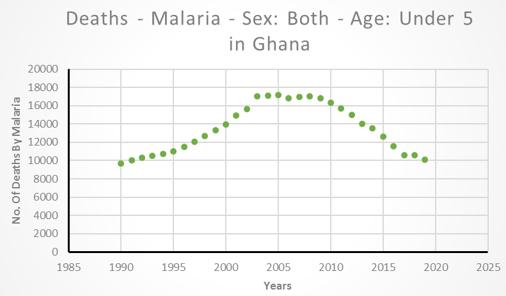 Deaths - Malaria - Sex: Both - Age: Under 5
in Ghana
No. Of Deaths By Malaria
20000
18000
16000
14000
12000
10000
8000
6000
4000
2000
0
1985 1990 1995 2000 2005 2010 2015 2020 2025
Years